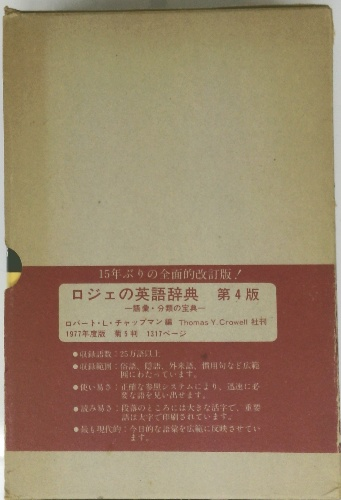 15年ぶりの全面的改訂版!
ロジェの英語辞典 第4版
—語彙・分類の宝典—
ロバート・L・チャップマン編 Thomas Y. Crowell 社刊
1977年度版 第5刷 1317ページ
●収録語数：25万語以上
●収録範囲：俗語、隠語、外来語、慣用句など広範
囲にわたっています。
●使い易さ：正確な参照システムにより、迅速に必
要な語を見い出せます。
●読み易さ：段落のところには大きな活字で、重要
語は太字で印刷されています。
●最も現代的：今日的な語彙を広範に反映させてい
ます。